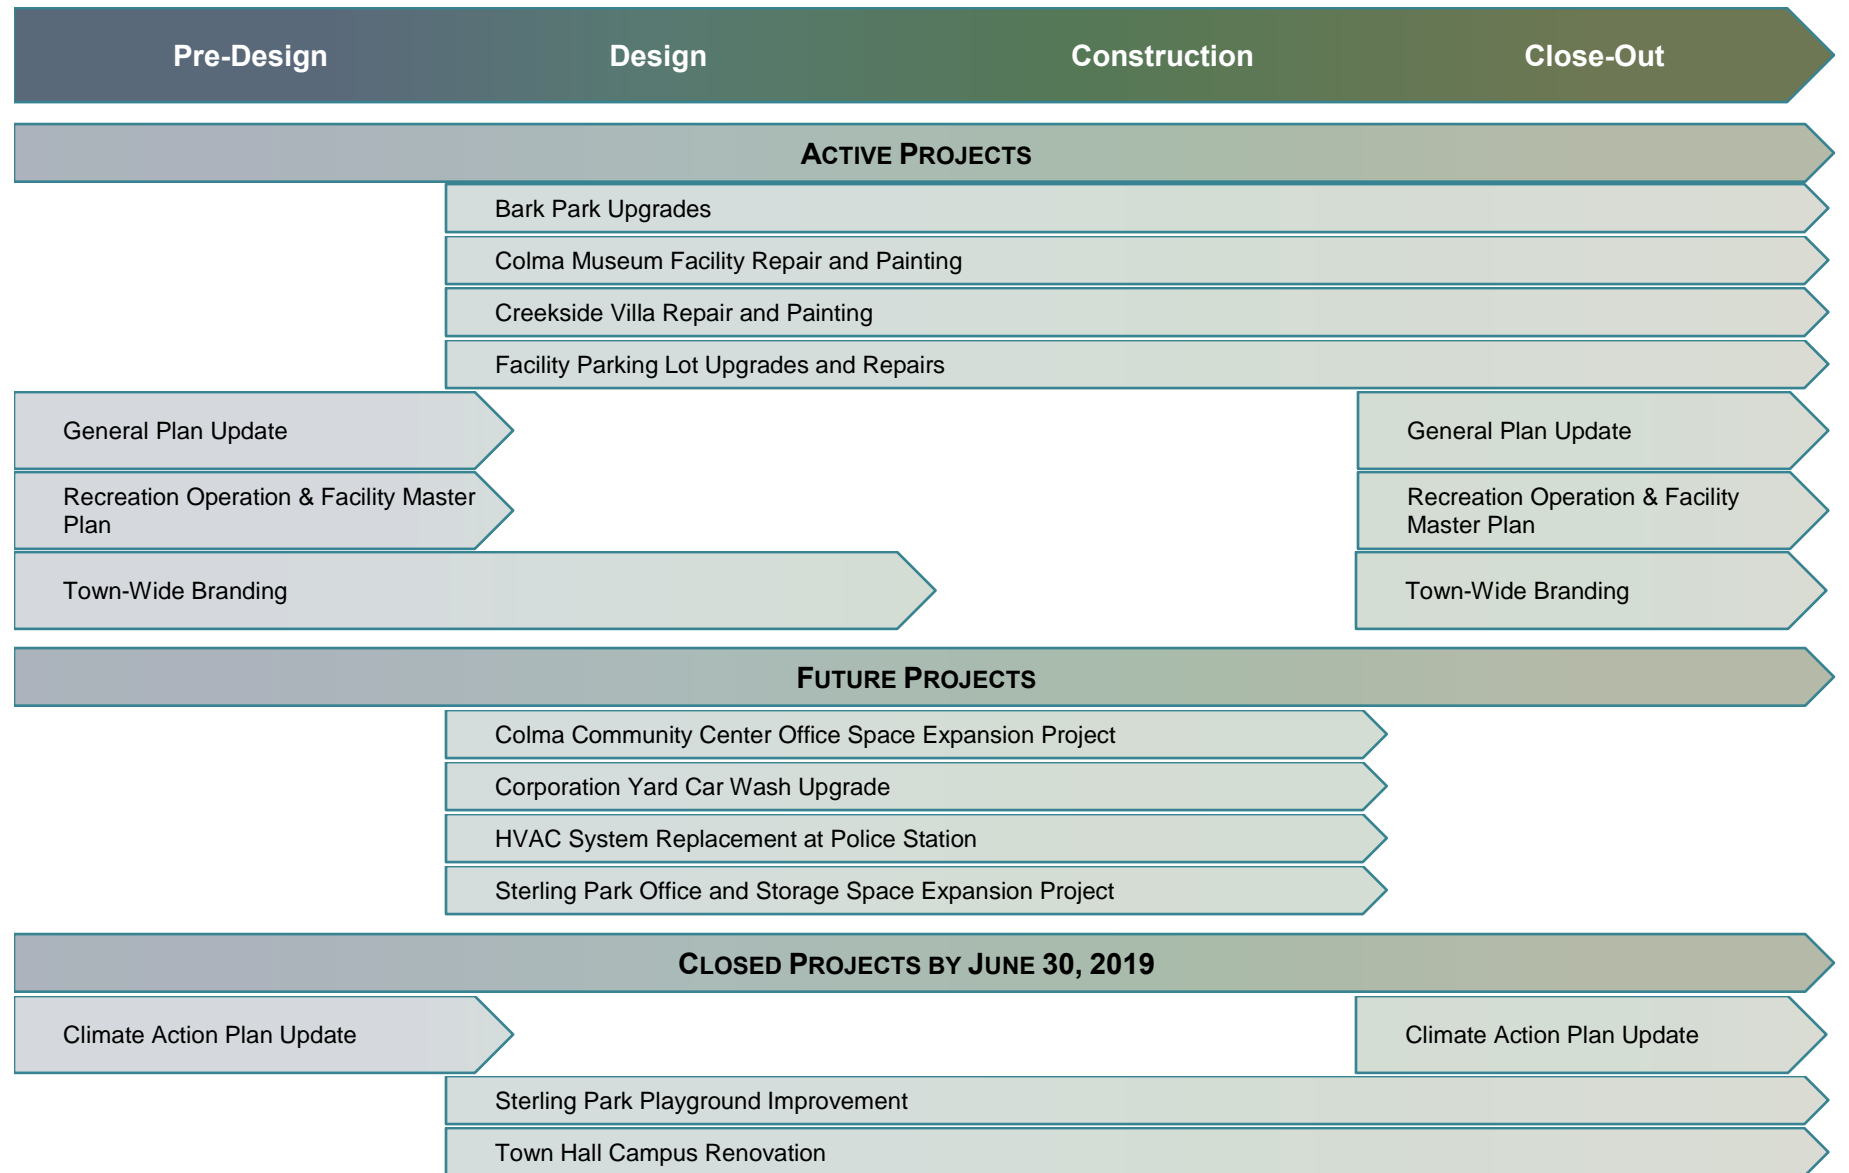 Pre-Design Design Construction Close-Out
ACTIVE PROJECTS
Bark Park Upgrades
Colma Museum Facility Repair and Painting
Creekside Villa Repair and Painting
Facility Parking Lot Upgrades and Repairs
General Plan Update
General Plan Update
Recreation Operation & Facility Master
Plan
Recreation Operation & Facility
Master Plan
Town-Wide Branding
Town-Wide Branding
FUTURE PROJECTS
Colma Community Center Office Space Expansion Project
Corporation Yard Car Wash Upgrade
HVAC System Replacement at Police Station
Sterling Park Office and Storage Space Expansion Project
CLOSED PROJECTS BY JUNE 30, 2019
Climate Action Plan Update
Climate Action Plan Update
Sterling Park Playground Improvement
Town Hall Campus Renovation